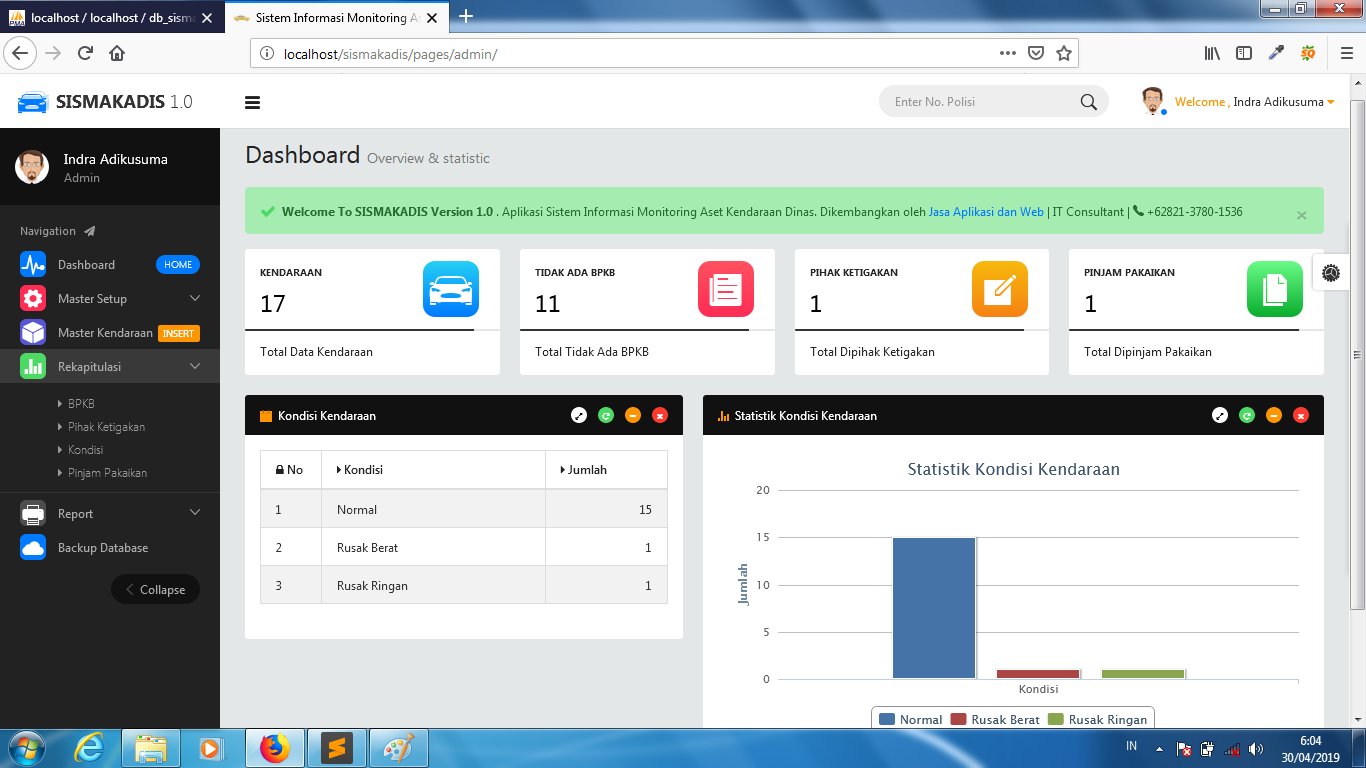 localhost / localhost / db_sism
Sistem Informasi Monitoring As
localhost/sismakadis/pages/admin/
SISMAKADIS 1.0
Enter No. Polisi
Welcome , Indra Adikusuma
Indra Adikusuma
Admin
Navigation
Dashboard HOME
Master Setup
Master Kendaraan INSERT
Rekapitulasi
BPKB
Pihak Ketigakan
Kondisi
Pinjam Pakaikan
Report
Backup Database
Collapse
Dashboard Overview & statistic
Welcome To SISMAKADIS Version 1.0 . Aplikasi Sistem Informasi Monitoring Aset Kendaraan Dinas. Dikembangkan oleh Jasa Aplikasi dan Web | IT Consultant | +62821-3780-1536
KENDARAAN
17
Total Data Kendaraan
TIDAK ADA BPKB
11
Total Tidak Ada BPKB
PIHAK KETIGAKAN
1
Total Dipihak Ketigakan
PINJAM PAKAIKAN
1
Total Dipinjam Pakaikan
Kondisi Kendaraan
No Kondisi Jumlah
1 Normal 15
2 Rusak Berat 1
3 Rusak Ringan 1
Statistik Kondisi Kendaraan
Statistik Kondisi Kendaraan
Jumlah
20
15
10
5
0
Kondisi
Normal Rusak Berat Rusak Ringan
IN
6:04
30/04/2019